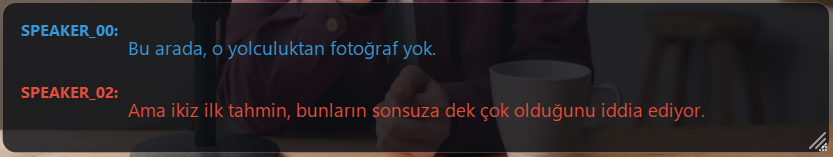 SPEAKER_00:
Bu arada, o yolculuktan fotoğraf yok.
SPEAKER_02:
Ama ikiz ilk tahmin, bunların sonsuza dek çok olduğunu iddia ediyor.